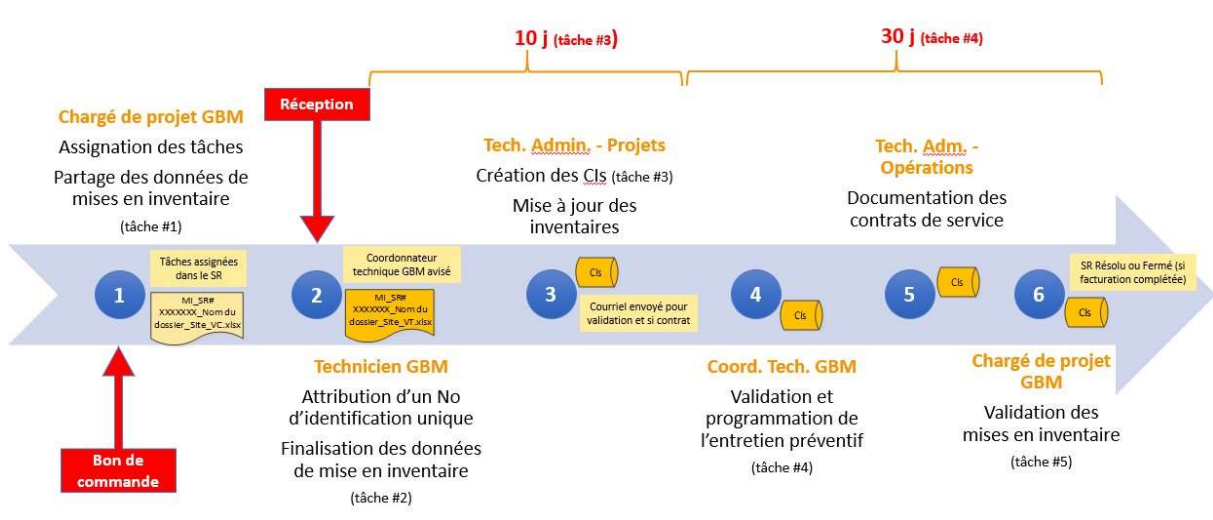 10 j (tâche #3)
30 j (tâche #4)
Réception
Chargé de projet GBM
Assignation des tâches
Partage des données de
mises en inventaire
(tâche #1)
Tech. Admin. - Projets
Création des CIs (tâche #3)
Mise à jour des
inventaires
Tech. Adm. -
Opérations
Documentation des
contrats de service
1
Tâches assignées
dans le SR
MI_SR#
XXXXXXX_Nom du
dossier_Site_VC.xlsx
2
Coordonnateur
technique GBM avisé
MI_SR#
XXXXXXX_Nom du
dossier_Site_VT.xlsx
3
CIs
Courriel envoyé pour
validation et si contrat
4
CIs
5
CIs
6
SR Résolu ou Fermé (si
facturation complétée)
CIs
Bon de
commande
Technicien GBM
Attribution d’un No
d’identification unique
Finalisation des données
de mise en inventaire
(tâche #2)
Coord. Tech. GBM
Validation et
programmation de
l’entretien préventif
(tâche #4)
Chargé de projet
GBM
Validation des
mises en inventaire
(tâche #5)